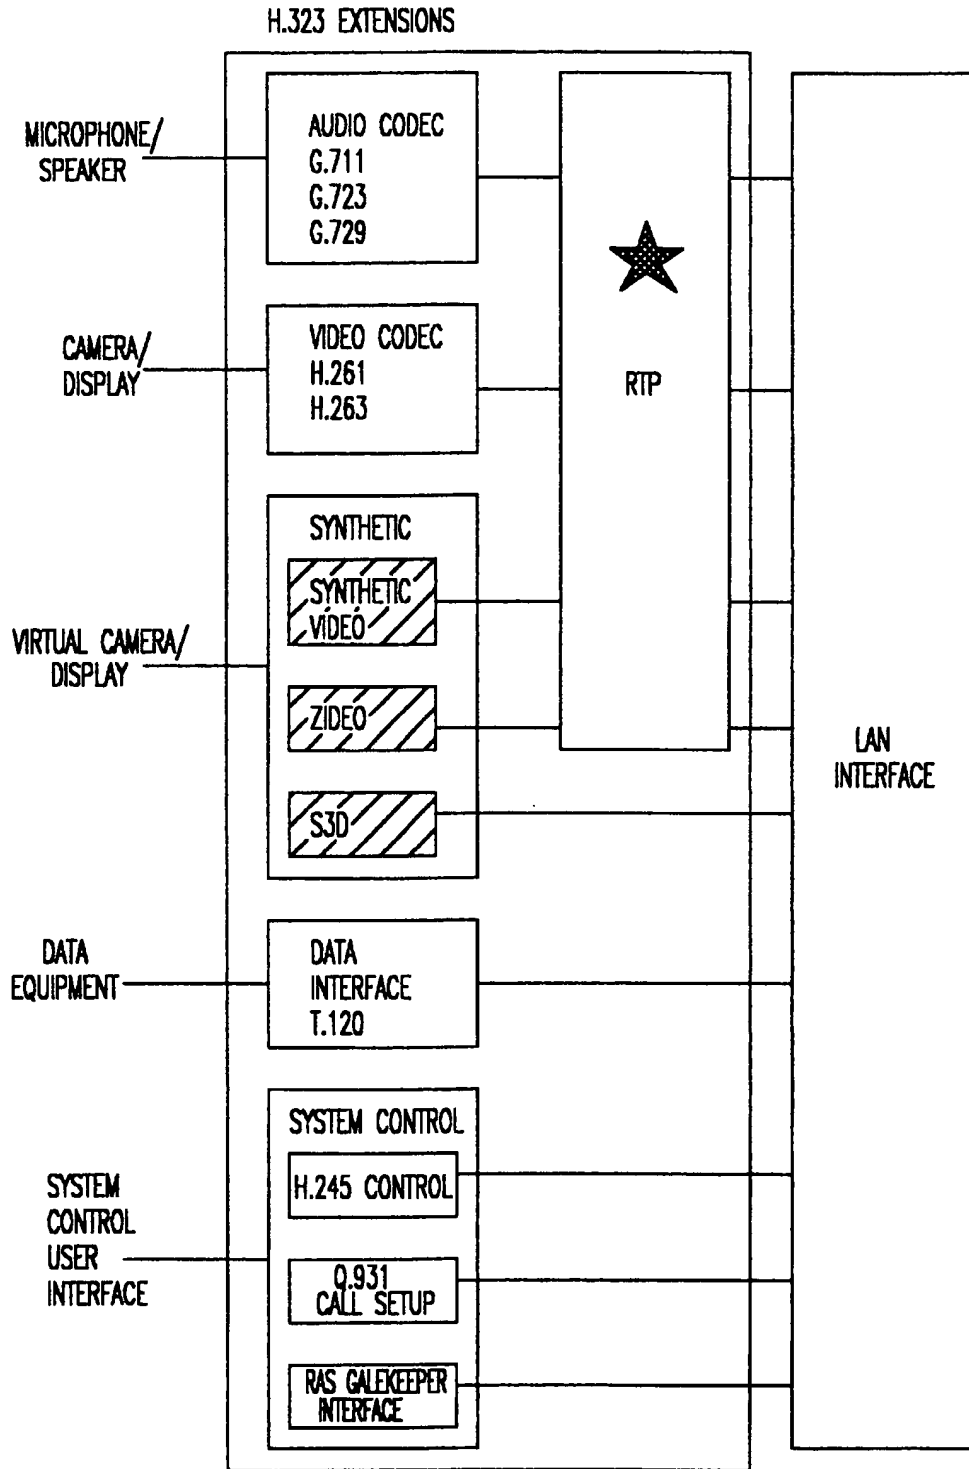 H.323 EXTENSIONS
MICROPHONE/
SPEAKER
AUDIO CODEC
G.711
G.723
G.729
CAMERA/
DISPLAY
VIDEO CODEC
H.261
H.263
RTP
SYNTHETIC
SYNTHETIC
VIDEO
VIRTUAL CAMERA/
DISPLAY
ZIDEO
S3D
LAN
INTERFACE
DATA
EQUIPMENT
DATA
INTERFACE
T.120
SYSTEM CONTROL
H.245 CONTROL
SYSTEM
CONTROL
USER
INTERFACE
Q.931
CALL SETUP
RAS GALEKEEPER
INTERFACE